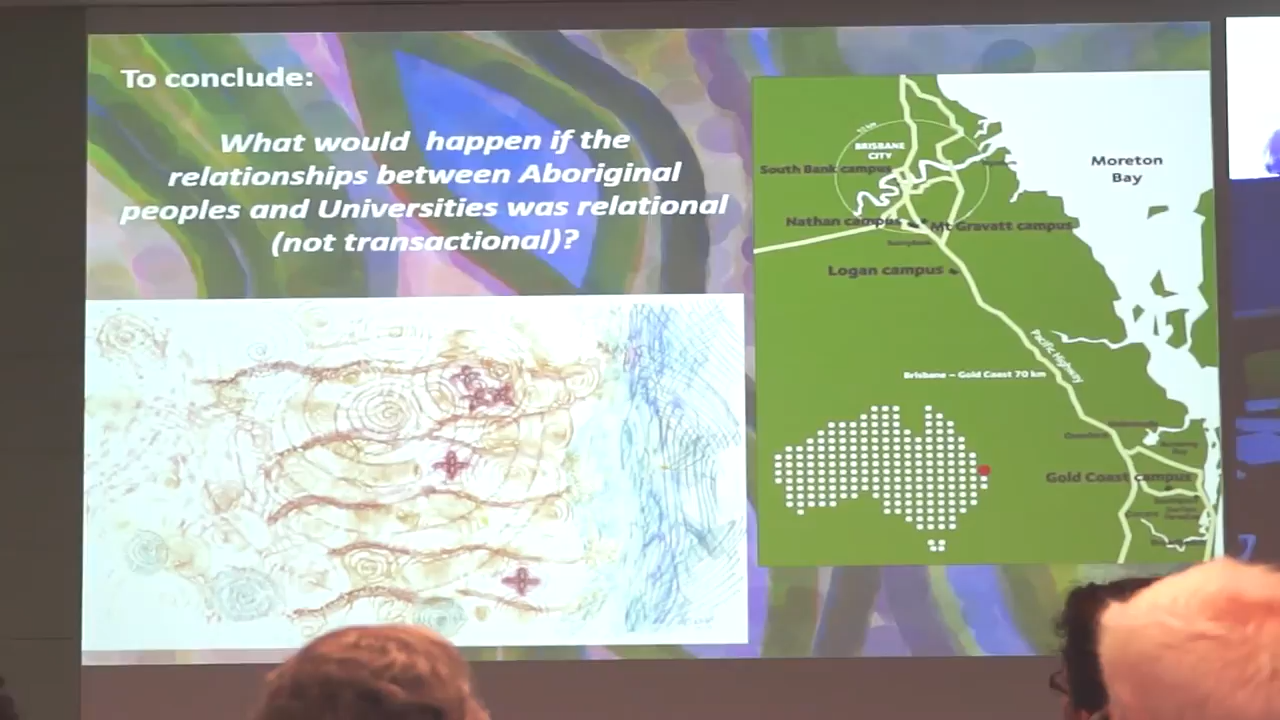 To conclude:
What would happen if the
relationships between Aboriginal
peoples and Universities was relational
(not transactional)?
10 km
BRISBANE
CITY
South Bank campus
Moreton
Bay
Nathan campus
Mt Gravatt campus
Logan campus
Pacific Highway
Brisbane – Gold Coast 70 km
Gold Coast campus